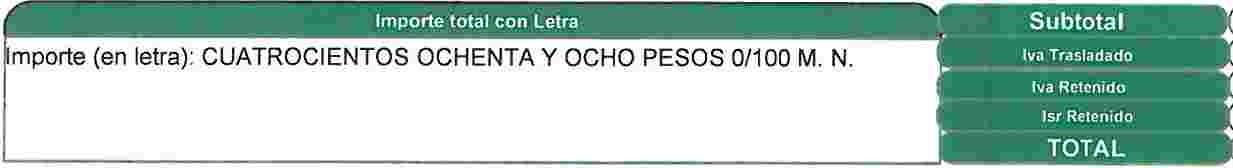 Importe total con Letra
Importe (en letra): CUATROCIENTOS OCHENTA Y OCHO PESOS 0/100 M. N.
Subtotal
Iva Trasladado
Iva Retenido
Isr Retenido
TOTAL